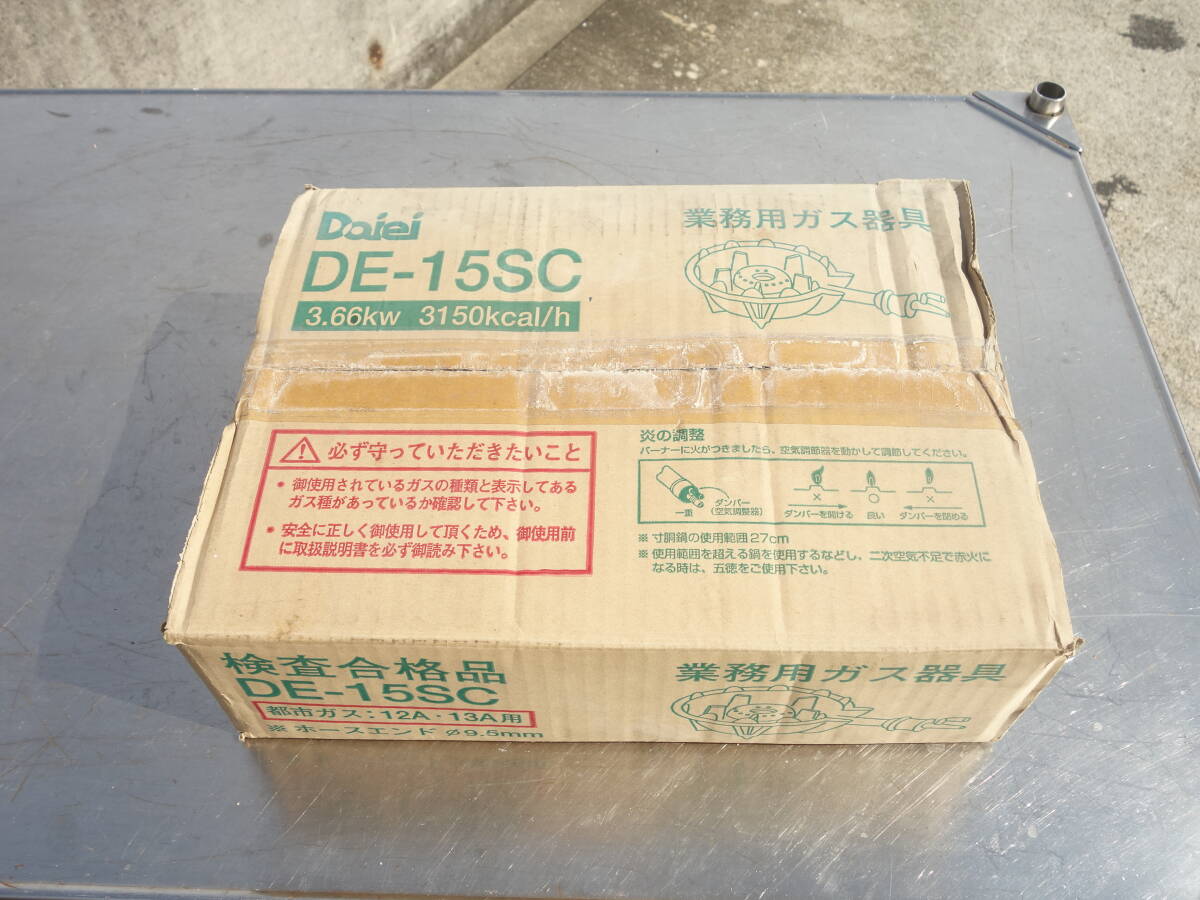 Daiei
DE-15SC
3.66kw 3150kcal/h
業務用ガス器具
必ず守っていただきたいこと
• 御使用されているガスの種類と表示してある
ガス種があっているか確認して下さい。
• 安全に正しく御使用して頂くため、御使用前
に取扱説明書を必ず御読み下さい。
炎の調整
バーナーに火がつきましたら、空気調節器を動かして調節してください。
一重
ダンパー
(空気調整器)
× ○ ×
ダンパーを開ける 良い ダンパーを閉める
※ 寸胴鍋の使用範囲27cm
※ 使用範囲を超える鍋を使用するなどし、二次空気不足で赤火に
なる時は、五徳をご使用下さい。
検査合格品
DE-15SC
都市ガス:12A・13A用
※ ホースエンド ø9.5mm
業務用ガス器具